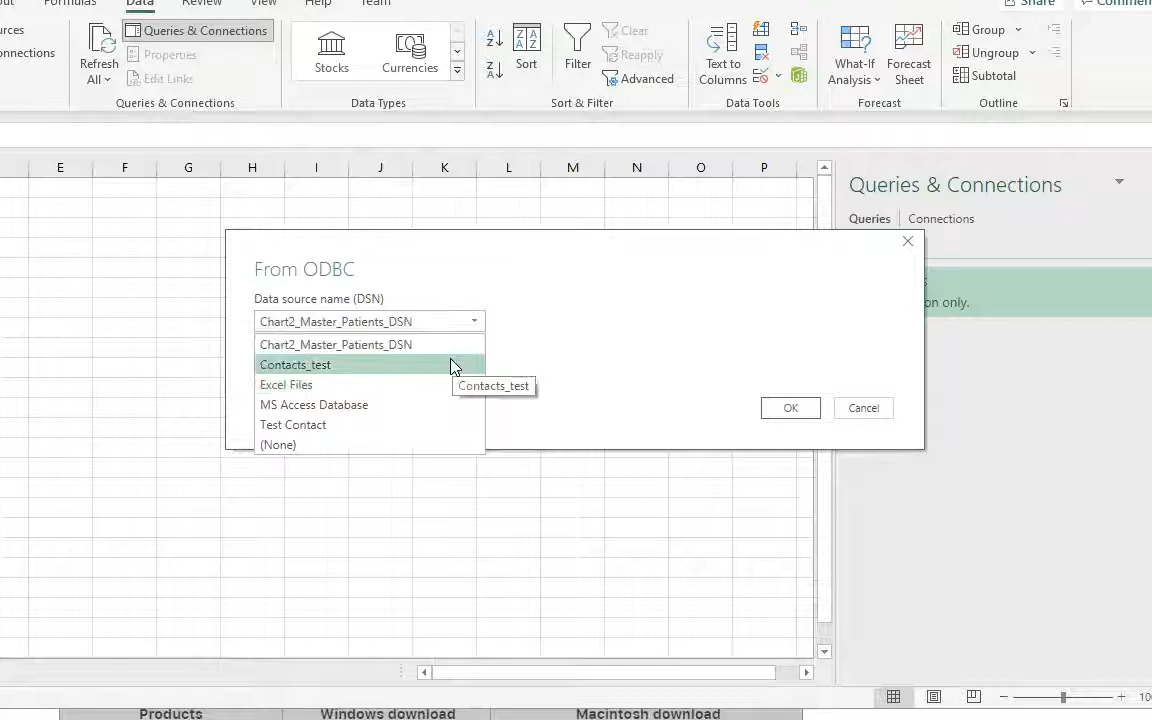 Formulas
Data
Review
View
Help
Team
Share
Queries & Connections
Properties
Edit Links
Refresh
All
Queries & Connections
Stocks
Currencies
Data Types
Sort
Filter
Clear
Reapply
Advanced
Sort & Filter
Text to
Columns
Data Tools
What-If
Analysis
Forecast
Sheet
Forecast
Group
Ungroup
Subtotal
Outline
E F G H I J K L M N O P
Queries & Connections
Queries
Connections
on only.
From ODBC
Data source name (DSN)
Chart2_Master_Patients_DSN
Chart2_Master_Patients_DSN
Contacts_test
Contacts_test
Excel Files
MS Access Database
Test Contact
(None)
OK
Cancel
Products
Windows download
Macintosh download